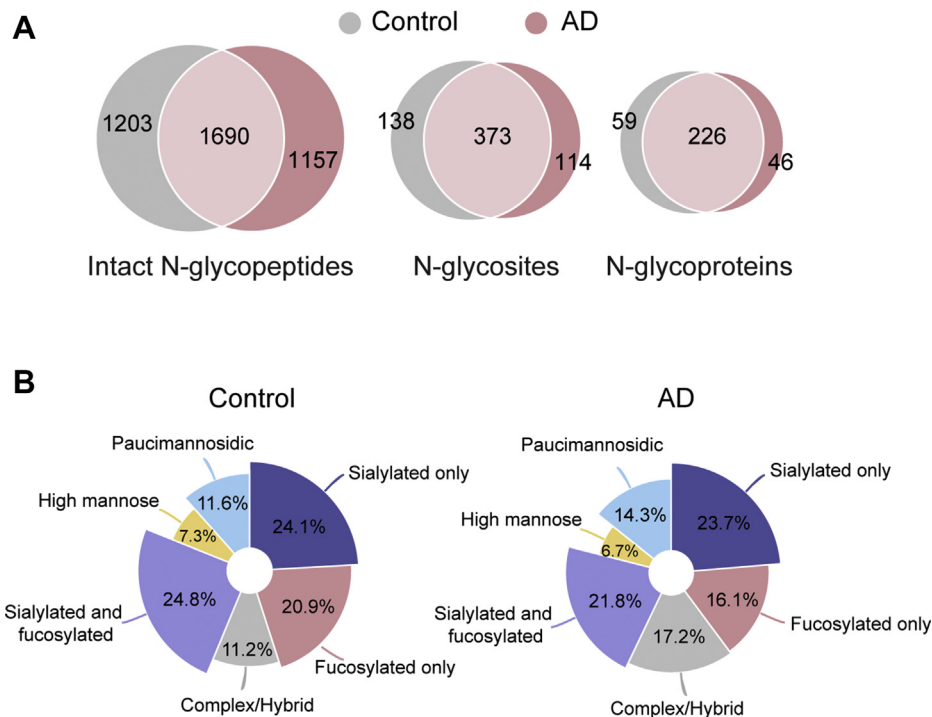 A
Control
AD
1203
1690
1157
138
373
114
59
226
46
Intact N-glycopeptides
N-glycosites
N-glycoproteins
B
Control
Paucimannosidic
Sialylated only
High mannose
11.6%
24.1%
7.3%
24.8%
20.9%
Sialylated and
fucosylated
11.2%
Fucosylated only
Complex/Hybrid
AD
Paucimannosidic
Sialylated only
High mannose
14.3%
23.7%
6.7%
21.8%
16.1%
Sialylated and
fucosylated
17.2%
Fucosylated only
Complex/Hybrid